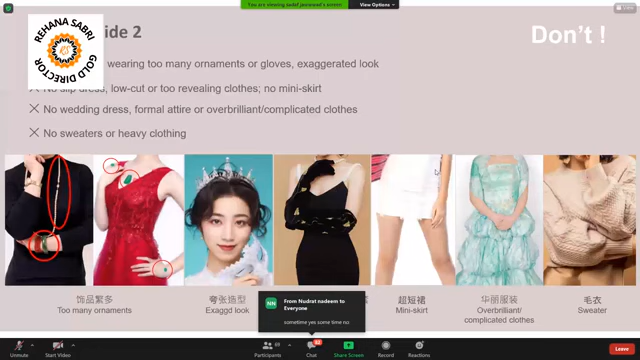 You are viewing sadaf jawawad's screen
View Options
View
REHANA SABRI
RS
GOLD DIRECTOR
ide 2
Don't !
wearing too many ornaments or gloves, exaggerated look
No slip dress, low-cut or too revealing clothes; no mini-skirt
No wedding dress, formal attire or overbrilliant/complicated clothes
No sweaters or heavy clothing
饰品繁多
Too many ornaments
夸张造型
Exaggd look
超短裙
Mini-skirt
华丽服装
Overbrilliant/
complicated clothes
毛衣
Sweater
NN
From Nudrat nadeem to
Everyone
sometime yes some time no
Unmute
Start Video
Participants
Chat
Share Screen
Record
Reactions
Leave